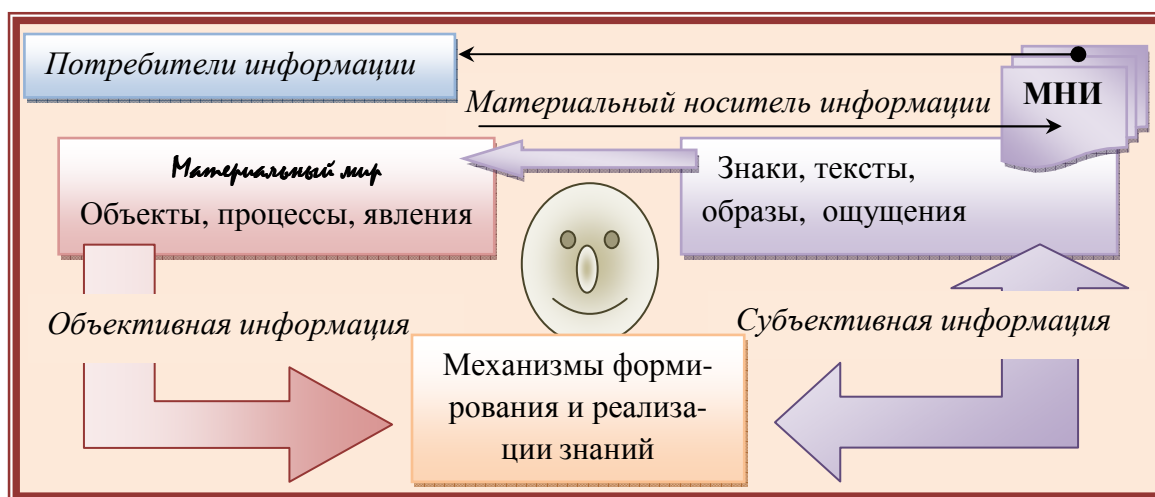 Потребители информации
МНИ
Материальный носитель информации
Материальный мир
Объекты, процессы, явления
Знаки, тексты,
образы, ощущения
Объективная информация
Субъективная информация
Механизмы форми-
рования и реализа-
ции знаний